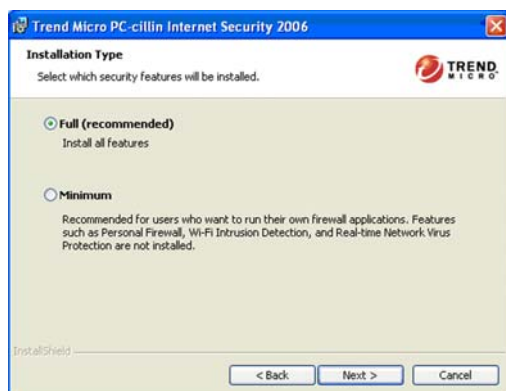 Trend Micro PC-cillin Internet Security 2006
Installation Type
Select which security features will be installed.
TREND
MICRO
Full (recommended)
Install all features
Minimum
Recommended for users who want to run their own firewall applications. Features
such as Personal Firewall, Wi-Fi Intrusion Detection, and Real-time Network Virus
Protection are not installed.
InstallShield
< Back
Next >
Cancel